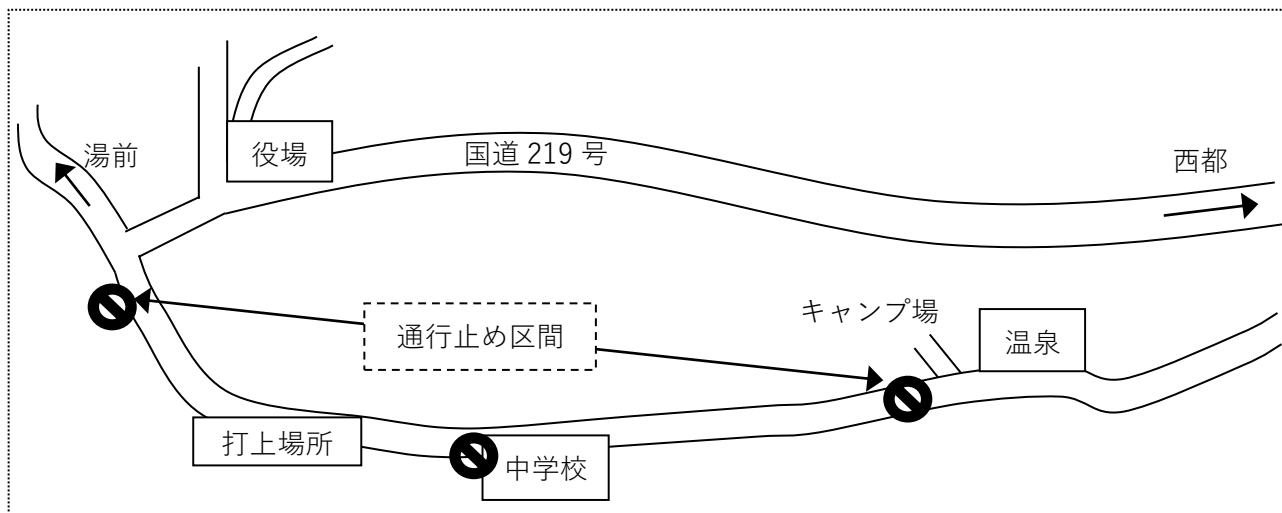 湯前
役場
国道 219 号
西都
通行止め区間
キャンプ場
温泉
打上場所
中学校